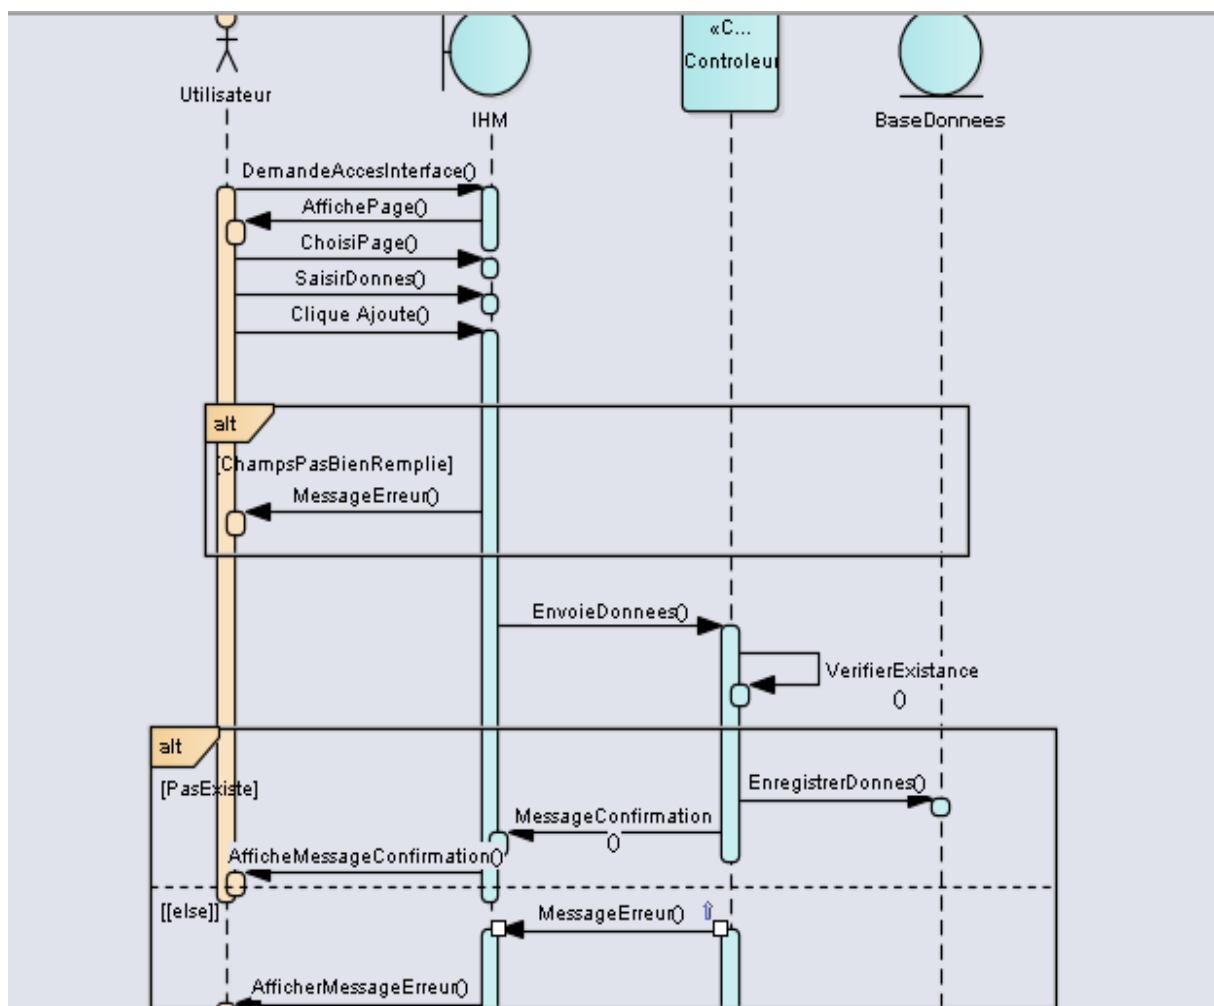 «C...
Controleur
Utilisateur
IHM
BaseDonnees
DemandeAccesInterface()
AffichePage()
ChoisiPage()
SaisirDonnes()
Clique Ajoute()
alt
[ChampsPasBienRemplie]
MessageErreur()
EnvoieDonnees()
VerifierExistance
()
alt
[PasExiste]
EnregistrerDonnes()
MessageConfirmation
()
AfficheMessageConfirmation()
[[else]]
MessageErreur()
AfficherMessageErreur()